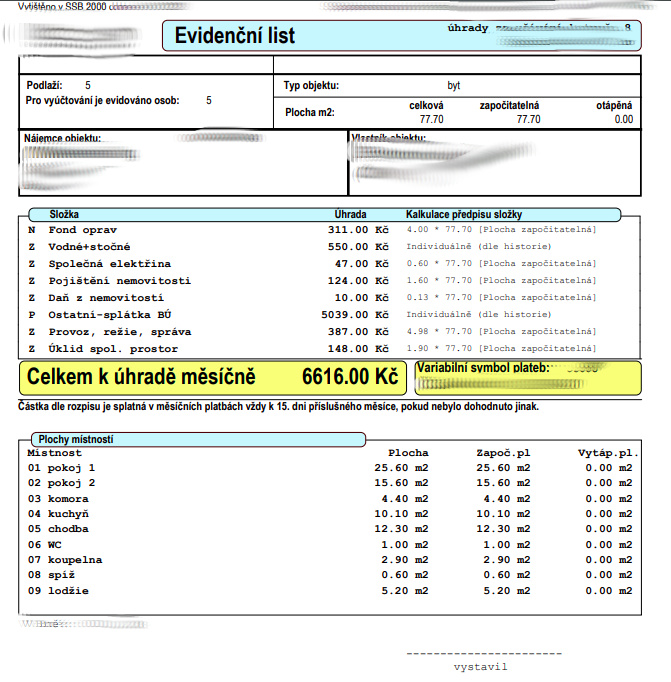 Vytištěno v SSB 2000
Evidenční list
úhrady
Podlaží: 5
Pro vyúčtování je evidováno osob: 5
Typ objektu: byt
celková započitatelná otápěná
Plocha m2: 77.70 77.70 0.00
Nájemce objektu:
Vlastník objektu:
Složka Úhrada Kalkulace předpisu složky
N Fond oprav 311.00 Kč 4.00 * 77.70 [Plocha započitatelná]
Z Vodné+stočné 550.00 Kč Individuálně (dle historie)
Z Společná elektřina 47.00 Kč 0.60 * 77.70 [Plocha započitatelná]
Z Pojištění nemovitosti 124.00 Kč 1.60 * 77.70 [Plocha započitatelná]
Z Daň z nemovitosti 10.00 Kč 0.13 * 77.70 [Plocha započitatelná]
P Ostatní-splátka BÚ 5039.00 Kč Individuálně (dle historie)
Z Provoz, režie, správa 387.00 Kč 4.98 * 77.70 [Plocha započitatelná]
Z Úklid spol. prostor 148.00 Kč 1.90 * 77.70 [Plocha započitatelná]
Celkem k úhradě měsíčně 6616.00 Kč Variabilní symbol plateb:
Částka dle rozpisu je splatná v měsíčních platbách vždy k 15. dni příslušného měsíce, pokud nebylo dohodnuto jinak.
Plochy místností
Místnost Plocha Započ.pl Vytáp.pl.
01 pokoj 1 25.60 m2 25.60 m2 0.00 m2
02 pokoj 2 15.60 m2 15.60 m2 0.00 m2
03 komora 4.40 m2 4.40 m2 0.00 m2
04 kuchyň 10.10 m2 10.10 m2 0.00 m2
05 chodba 12.30 m2 12.30 m2 0.00 m2
06 WC 1.00 m2 1.00 m2 0.00 m2
07 koupelna 2.90 m2 2.90 m2 0.00 m2
08 spíž 0.60 m2 0.60 m2 0.00 m2
09 lodžie 5.20 m2 5.20 m2 0.00 m2
vystavil